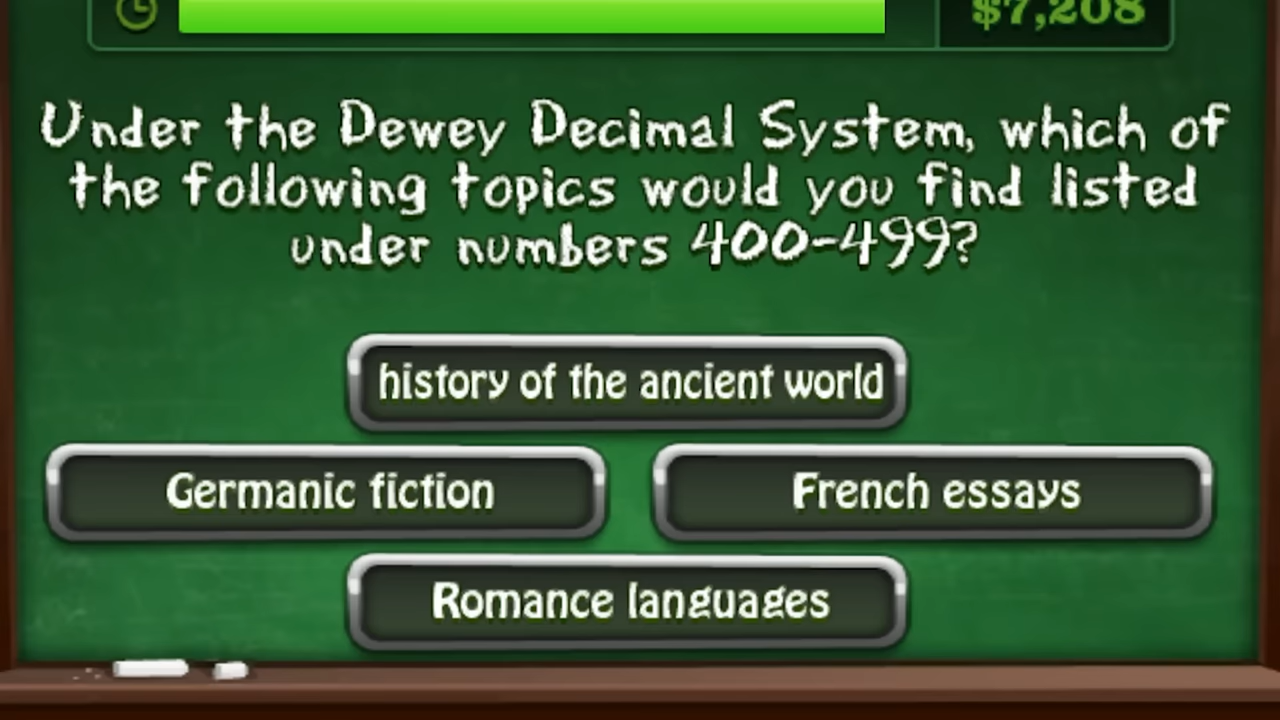 $7,208
Under the Dewey Decimal System, which of
the following topics would you find listed
under numbers 400-499?
history of the ancient world
Germanic fiction
French essays
Romance languages